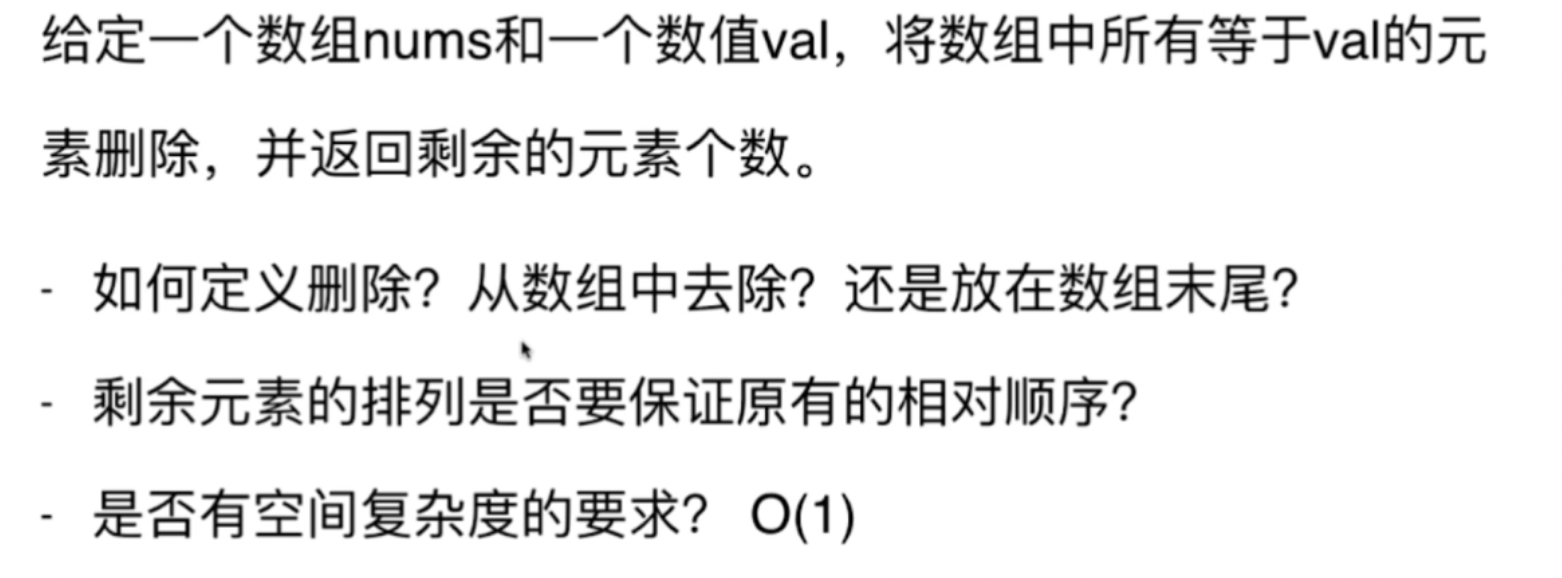 给定一个数组nums和一个数值val，将数组中所有等于val的元
素删除，并返回剩余的元素个数。
- 如何定义删除？从数组中去除？还是放在数组末尾？
- 剩余元素的排列是否要保证原有的相对顺序？
- 是否有空间复杂度的要求？ O(1)